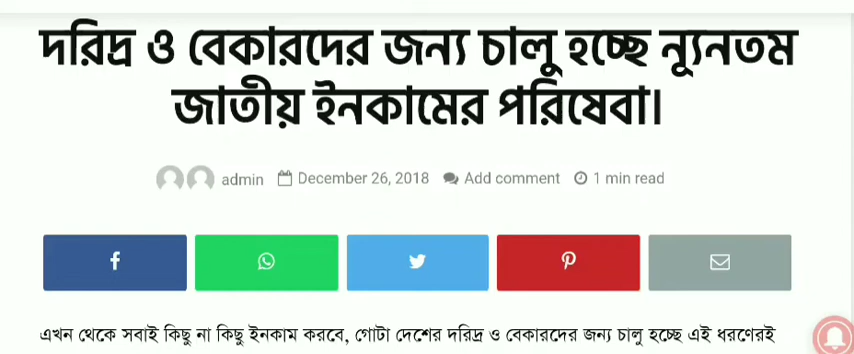 দরিদ্র ও বেকারদের জন্য চালু হচ্ছে ন্যূনতম
জাতীয় ইনকামের পরিষেবা।
admin December 26, 2018 Add comment 1 min read
এখন থেকে সবাই কিছু না কিছু ইনকাম করবে, গোটা দেশের দরিদ্র ও বেকারদের জন্য চালু হচ্ছে এই ধরণেরই